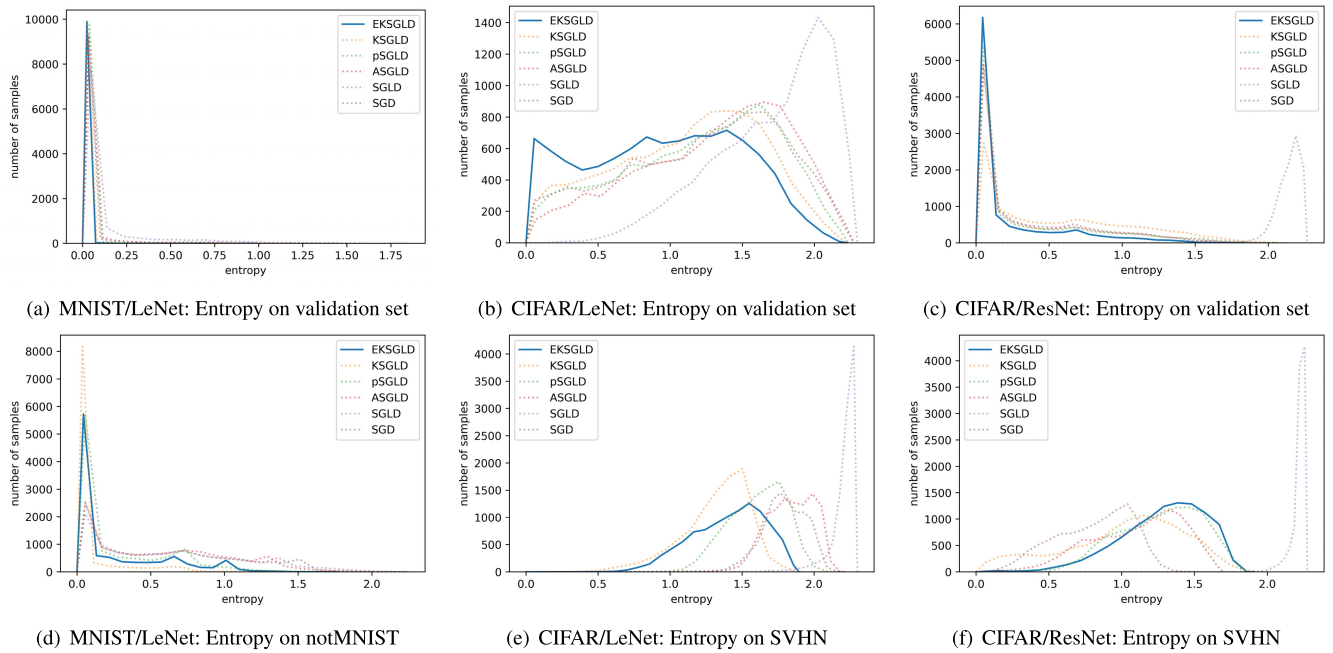 10000
8000
6000
4000
2000
0
number of samples
0.00 0.25 0.50 0.75 1.00 1.25 1.50 1.75
entropy
EKSGLD
KSGLD
pSGLD
ASGLD
SGLD
SGD
(a) MNIST/LeNet: Entropy on validation set
1400
1200
1000
800
600
400
200
0
number of samples
0.0 0.5 1.0 1.5 2.0
entropy
EKSGLD
KSGLD
pSGLD
ASGLD
SGLD
SGD
(b) CIFAR/LeNet: Entropy on validation set
6000
5000
4000
3000
2000
1000
0
number of samples
0.0 0.5 1.0 1.5 2.0
entropy
EKSGLD
KSGLD
pSGLD
ASGLD
SGLD
SGD
(c) CIFAR/ResNet: Entropy on validation set
8000
7000
6000
5000
4000
3000
2000
1000
0
number of samples
0.0 0.5 1.0 1.5 2.0
entropy
EKSGLD
KSGLD
pSGLD
ASGLD
SGLD
SGD
(d) MNIST/LeNet: Entropy on notMNIST
4000
3500
3000
2500
2000
1500
1000
500
0
number of samples
0.0 0.5 1.0 1.5 2.0
entropy
EKSGLD
KSGLD
pSGLD
ASGLD
SGLD
SGD
(e) CIFAR/LeNet: Entropy on SVHN
4000
3500
3000
2500
2000
1500
1000
500
0
number of samples
0.0 0.5 1.0 1.5 2.0
entropy
EKSGLD
KSGLD
pSGLD
ASGLD
SGLD
SGD
(f) CIFAR/ResNet: Entropy on SVHN